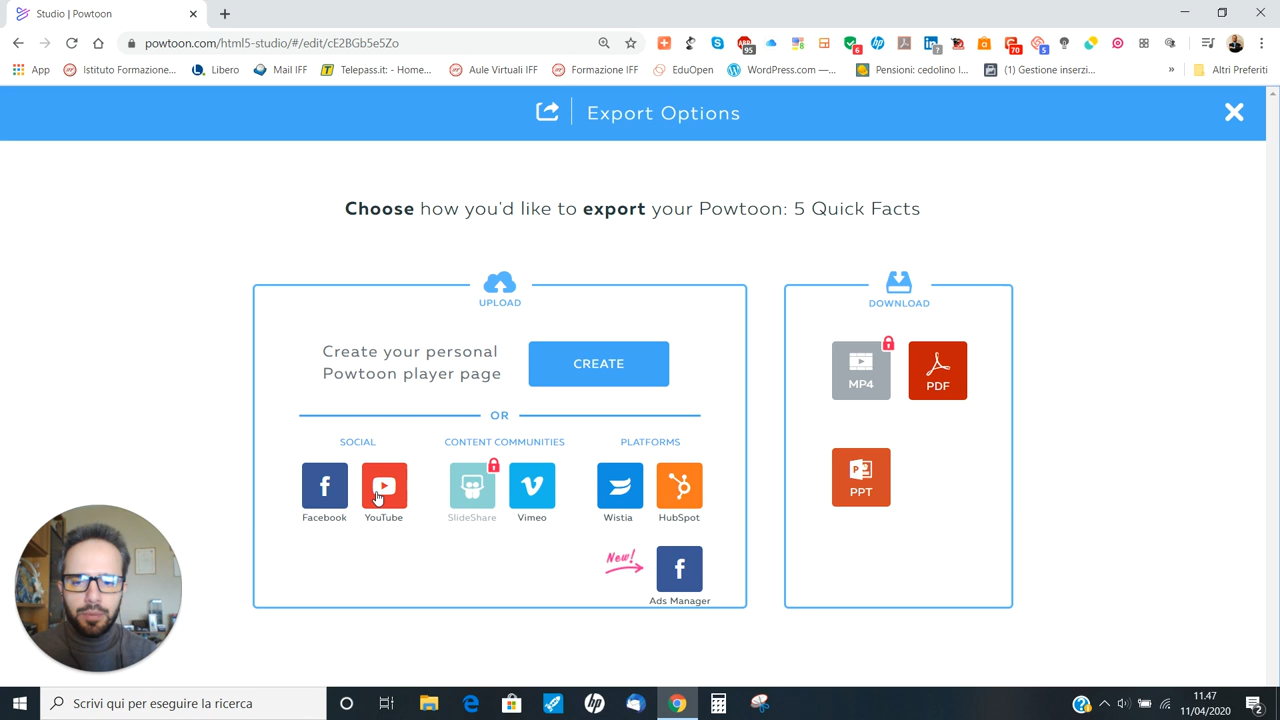 Studio | Powtoon
powtoon.com/html5-studio/#/edit/cE2BGb5e5Zo
App
Istituto Formazione...
Libero
Mail IFF
Telepass.it: - Home...
Aule Virtuali IFF
Formazione IFF
EduOpen
WordPress.com —...
Pensioni: cedolino I...
(1) Gestione inserzi...
»
Altri Preferiti
Export Options
Choose how you'd like to export your Powtoon: 5 Quick Facts
UPLOAD
DOWNLOAD
Create your personal
Powtoon player page
CREATE
MP4
PDF
OR
SOCIAL
CONTENT COMMUNITIES
PLATFORMS
PPT
Facebook
YouTube
SlideShare
Vimeo
Wistia
HubSpot
New!
Ads Manager
Scrivi qui per eseguire la ricerca
11.47
11/04/2020